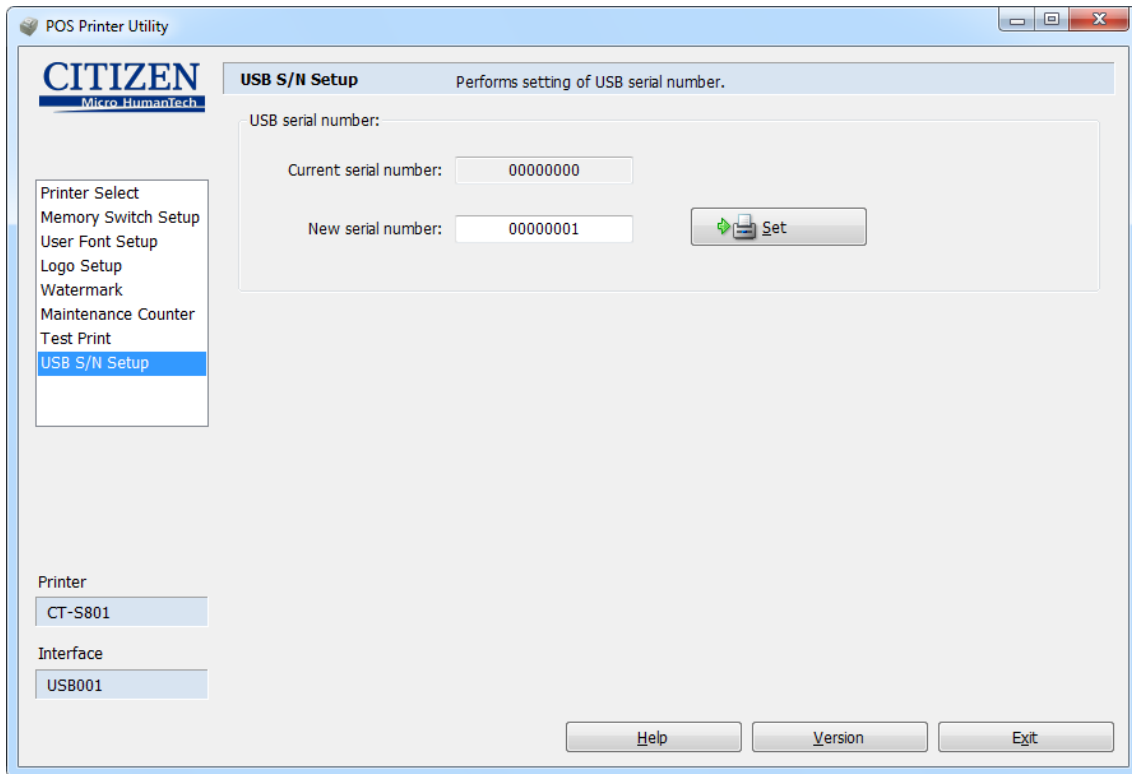 POS Printer Utility
CITIZEN
Micro HumanTech
USB S/N Setup Performs setting of USB serial number.
USB serial number:
Current serial number: 00000000
New serial number: 00000001 Set
Printer Select
Memory Switch Setup
User Font Setup
Logo Setup
Watermark
Maintenance Counter
Test Print
USB S/N Setup
Printer
CT-S801
Interface
USB001
Help Version Exit